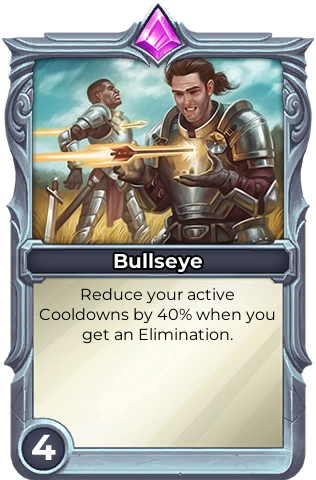 Bullseye
Reduce your active
Cooldowns by 40% when you
get an Elimination.
4